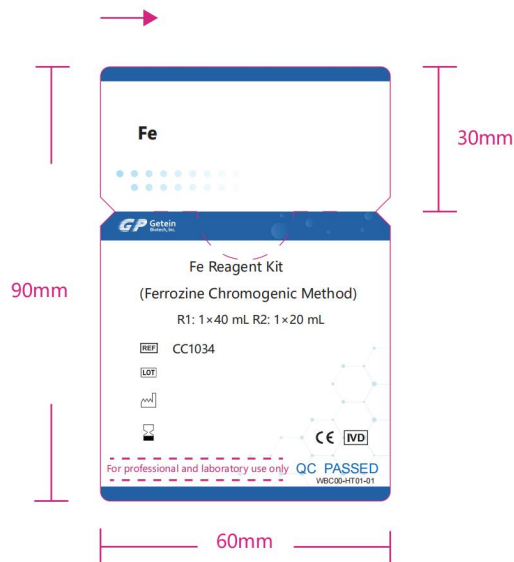 Fe
30mm
GP Getein
Biotech, Inc.
Fe Reagent Kit
90mm
(Ferrozine Chromogenic Method)
R1: 1×40 mL R2: 1×20 mL
REF CC1034
LOT
CE IVD
For professional and laboratory use only QC PASSED
WBC00-HT01-01
60mm